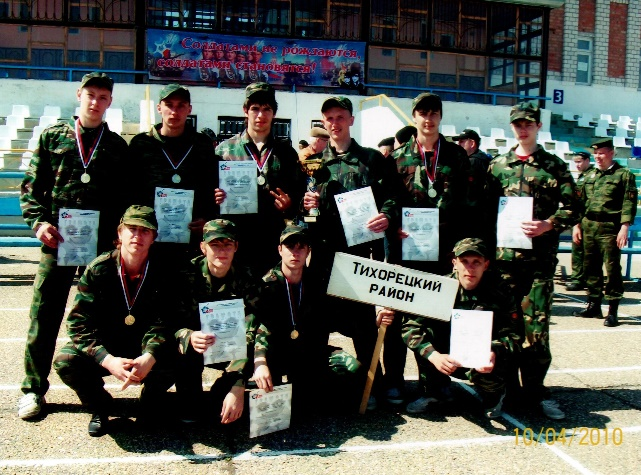 Солдатами не рождаются
солдатами становятся!
3
ТИХОРЕЦКИЙ
РАЙОН
10/04/2010